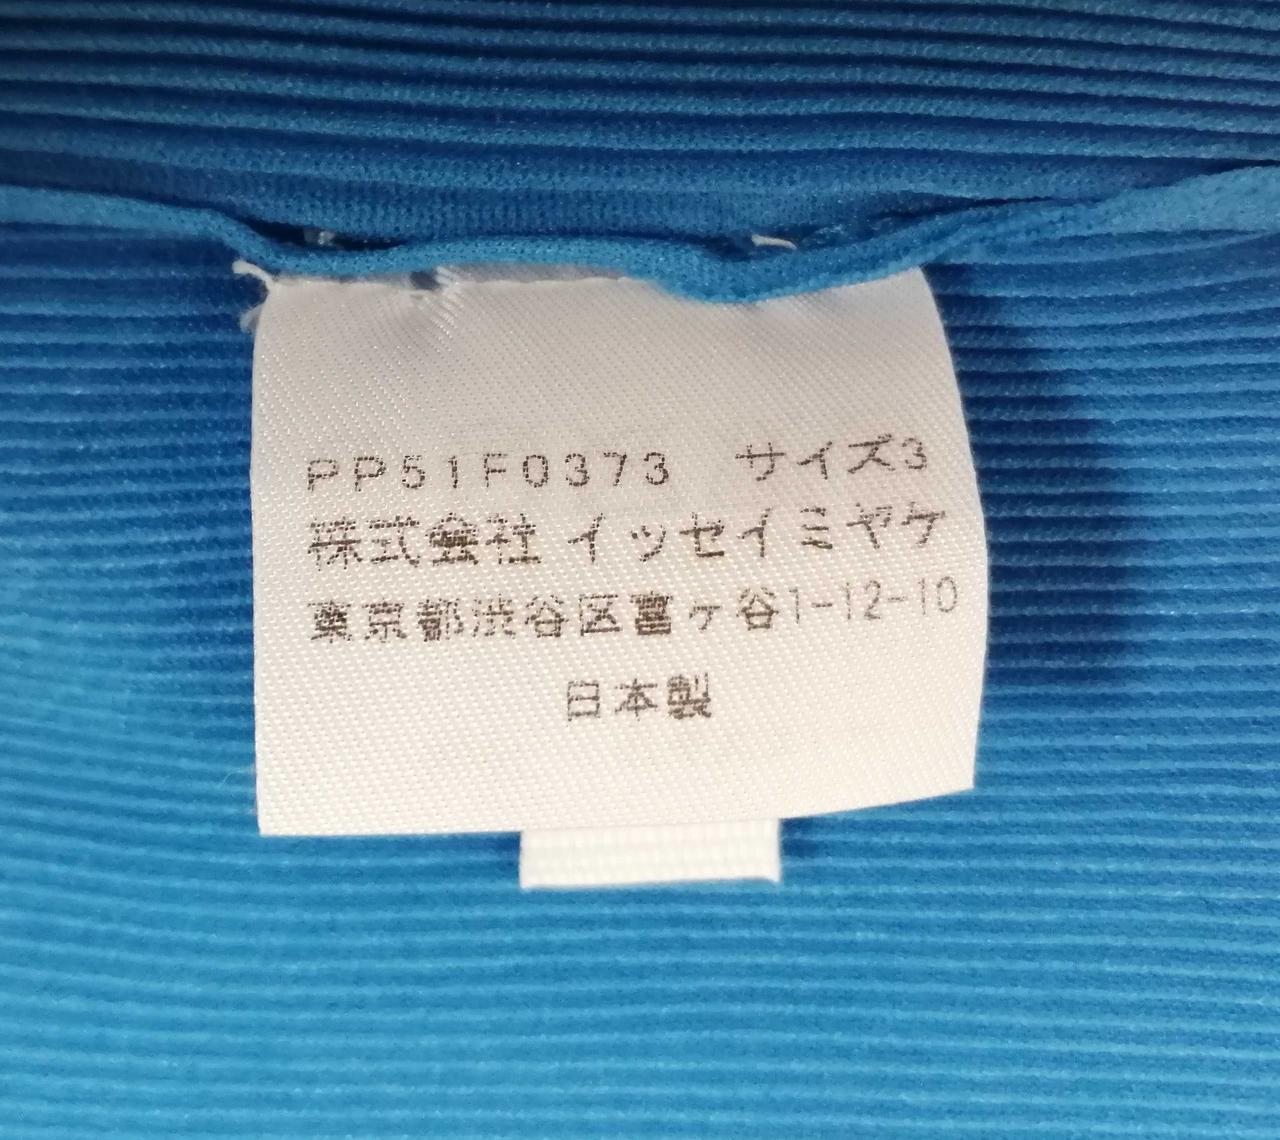 PP51F0373 サイズ3
株式会社 イッセイミヤケ
東京都渋谷区富ヶ谷1-12-10
日本製